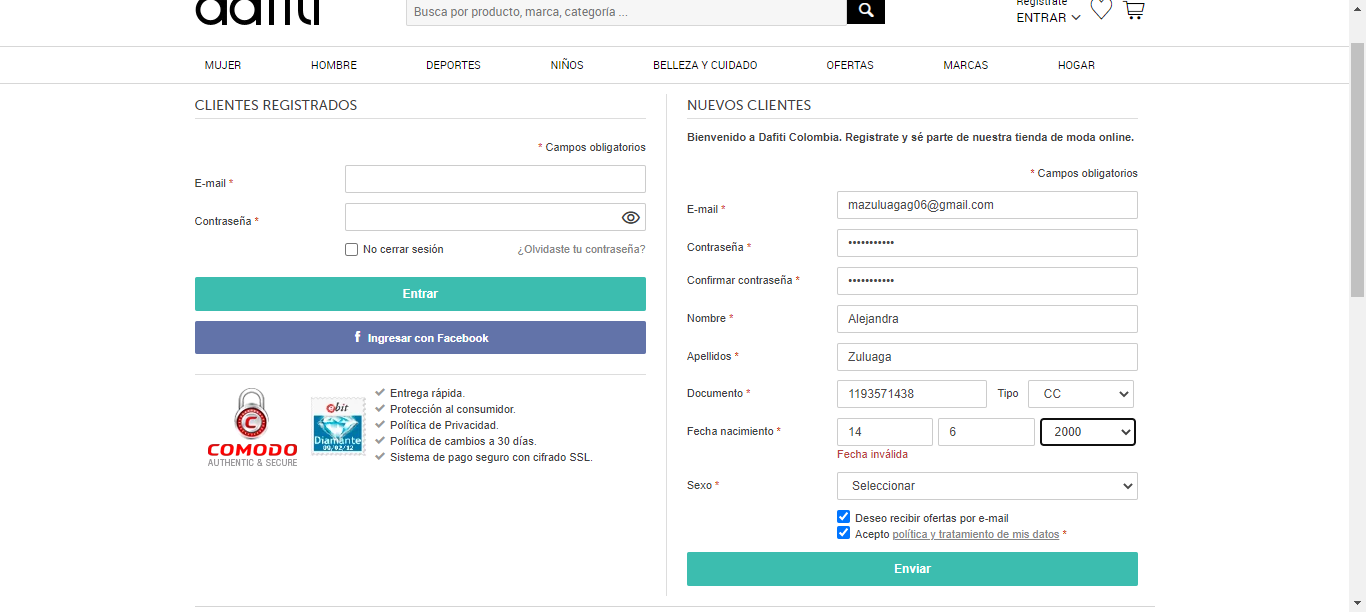 dafiti
Busca por producto, marca, categoría ...
Regístrate
ENTRAR
MUJER HOMBRE DEPORTES NIÑOS BELLEZA Y CUIDADO OFERTAS MARCAS HOGAR
CLIENTES REGISTRADOS
* Campos obligatorios
E-mail *
Contraseña *
No cerrar sesión ¿Olvidaste tu contraseña?
Entrar
f Ingresar con Facebook
C
COMODO
AUTHENTIC & SECURE
ebit
Diamante
09/02/12
Entrega rápida.
Protección al consumidor.
Política de Privacidad.
Política de cambios a 30 días.
Sistema de pago seguro con cifrado SSL.
NUEVOS CLIENTES
Bienvenido a Dafiti Colombia. Registrate y sé parte de nuestra tienda de moda online.
* Campos obligatorios
E-mail * mazuluagag06@gmail.com
Contraseña * •••••••••••
Confirmar contraseña * •••••••••••
Nombre * Alejandra
Apellidos * Zuluaga
Documento * 1193571438 Tipo CC
Fecha nacimiento * 14 6 2000
Fecha inválida
Sexo * Seleccionar
Deseo recibir ofertas por e-mail
Acepto política y tratamiento de mis datos *
Enviar